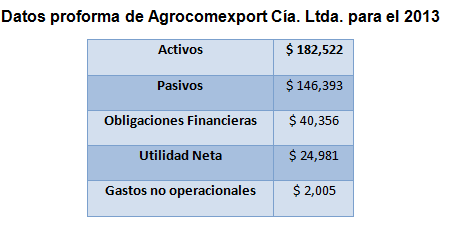 Datos proforma de Agrocomexport Cía. Ltda. para el 2013
Activos $ 182,522
Pasivos $ 146,393
Obligaciones Financieras $ 40,356
Utilidad Neta $ 24,981
Gastos no operacionales $ 2,005